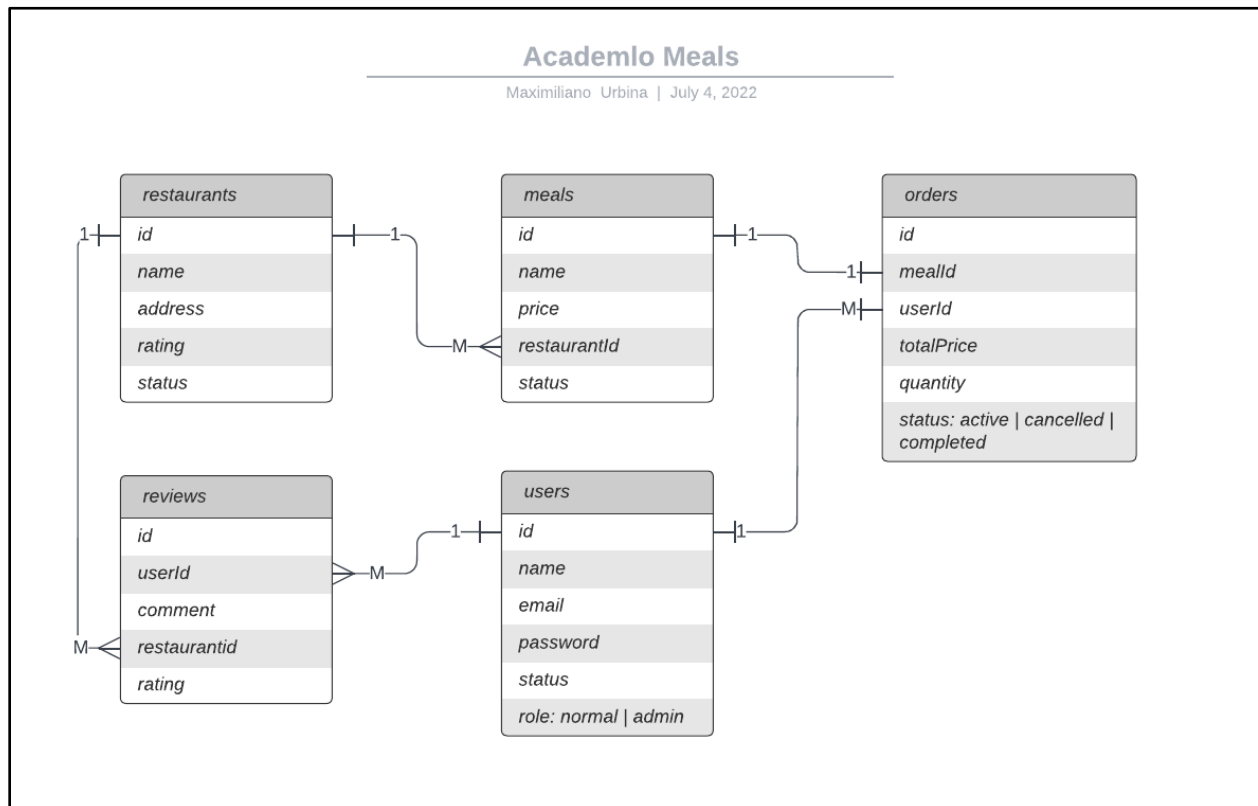 Academlo Meals
Maximiliano Urbina | July 4, 2022
restaurants
id
name
address
rating
status
1
1
M
meals
id
name
price
restaurantId
status
1
1
M
orders
id
mealId
userId
totalPrice
quantity
status: active | cancelled |
completed
reviews
id
userId
comment
restaurantid
rating
M
M
1
users
id
name
email
password
status
role: normal | admin
1